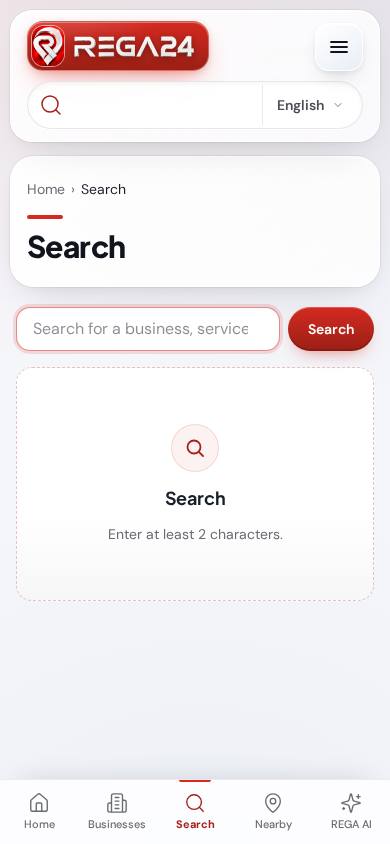 REGA24
English
Home › Search
Search
Search for a business, service
Search
Search
Enter at least 2 characters.
Home
Businesses
Search
Nearby
REGA AI